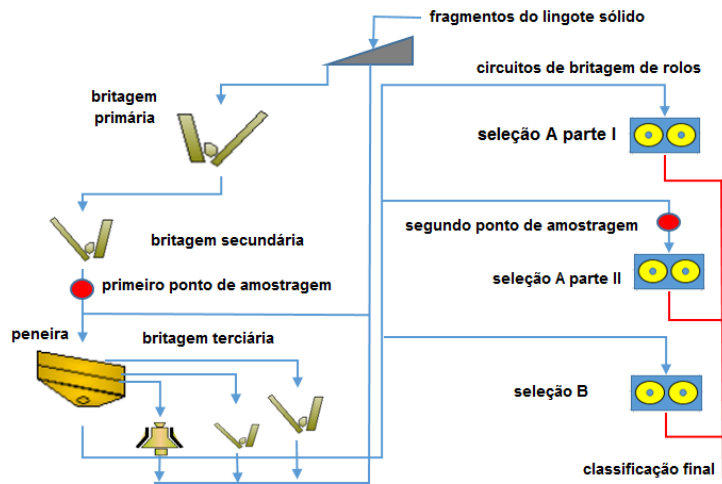 fragmentos do lingote sólido
circuitos de britagem de rolos
britagem
primária
seleção A parte I
segundo ponto de amostragem
britagem secundária
seleção A parte II
primeiro ponto de amostragem
peneira
britagem terciária
seleção B
classificação final